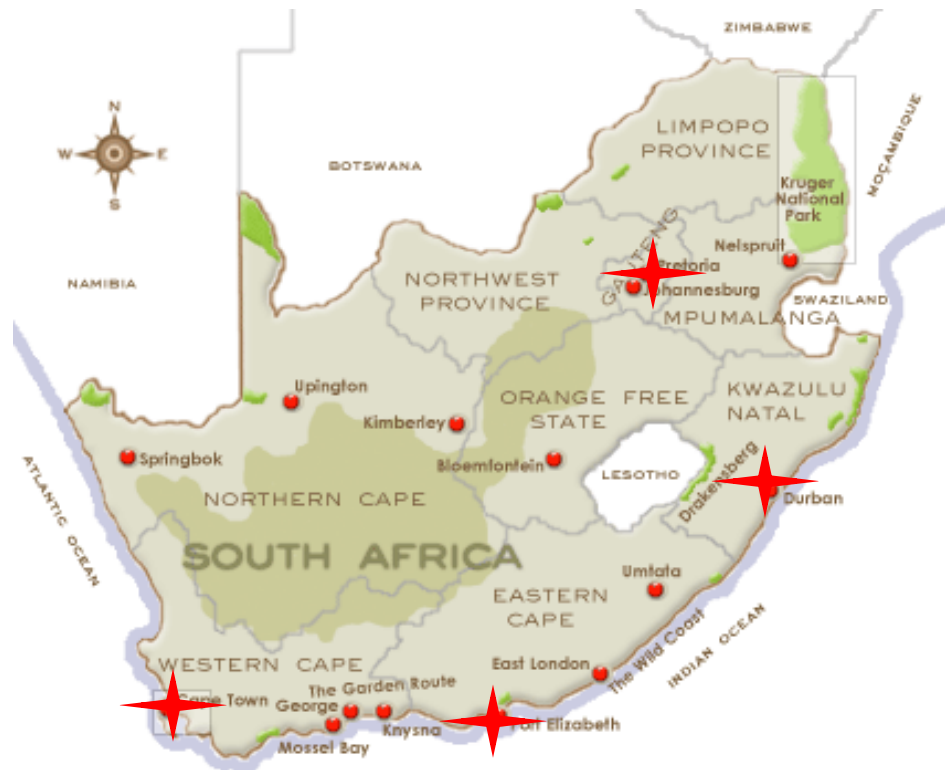 ZIMBABWE
N
W
E
S
LIMPOPO
PROVINCE
MOÇAMBIQUE
BOTSWANA
Kruger
National
Park
GAUTENG
Nelspruit
Pretoria
NAMIBIA
NORTHWEST
PROVINCE
Johannesburg
SWAZILAND
MPUMALANGA
Upington
KWAZULU
NATAL
ORANGE FREE
STATE
Kimberley
Springbok
Bloemfontein
LESOTHO
Drakensberg
Durban
ATLANTIC OCEAN
NORTHERN CAPE
SOUTH AFRICA
Umtata
EASTERN
CAPE
INDIAN OCEAN
The Wild Coast
WESTERN CAPE
East London
The Garden Route
Cape Town
George
Port Elizabeth
Knysna
Mossel Bay